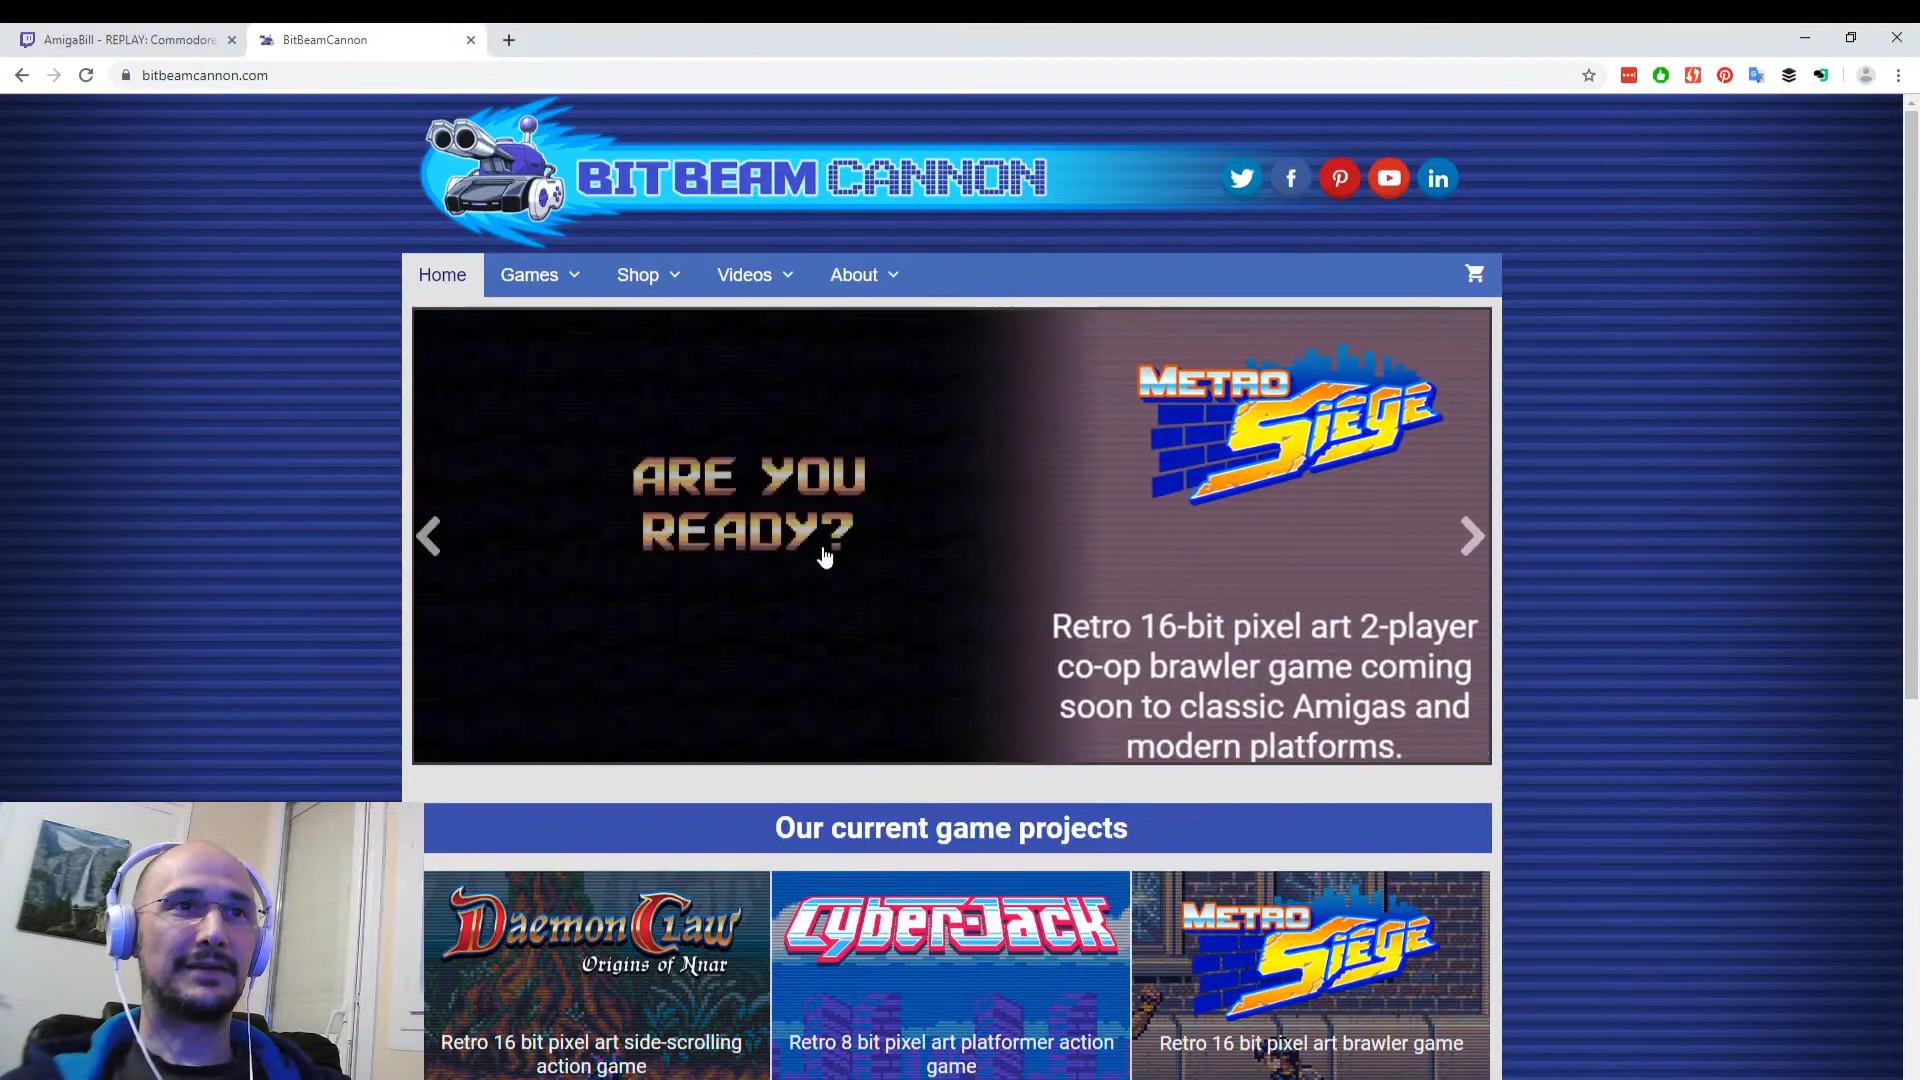 AmigaBill - REPLAY: Commodore
BitBeamCannon
bitbeamcannon.com
BITBEAM CANNON
Home
Games
Shop
Videos
About
ARE YOU
READY?
METRO
SIEGE
Retro 16-bit pixel art 2-player
co-op brawler game coming
soon to classic Amigas and
modern platforms.
Our current game projects
DAEMON CLAW
Origins of Nnar
Retro 16 bit pixel art side-scrolling
action game
Cyber-Jack
Retro 8 bit pixel art platformer action
game
METRO
SIEGE
Retro 16 bit pixel art brawler game